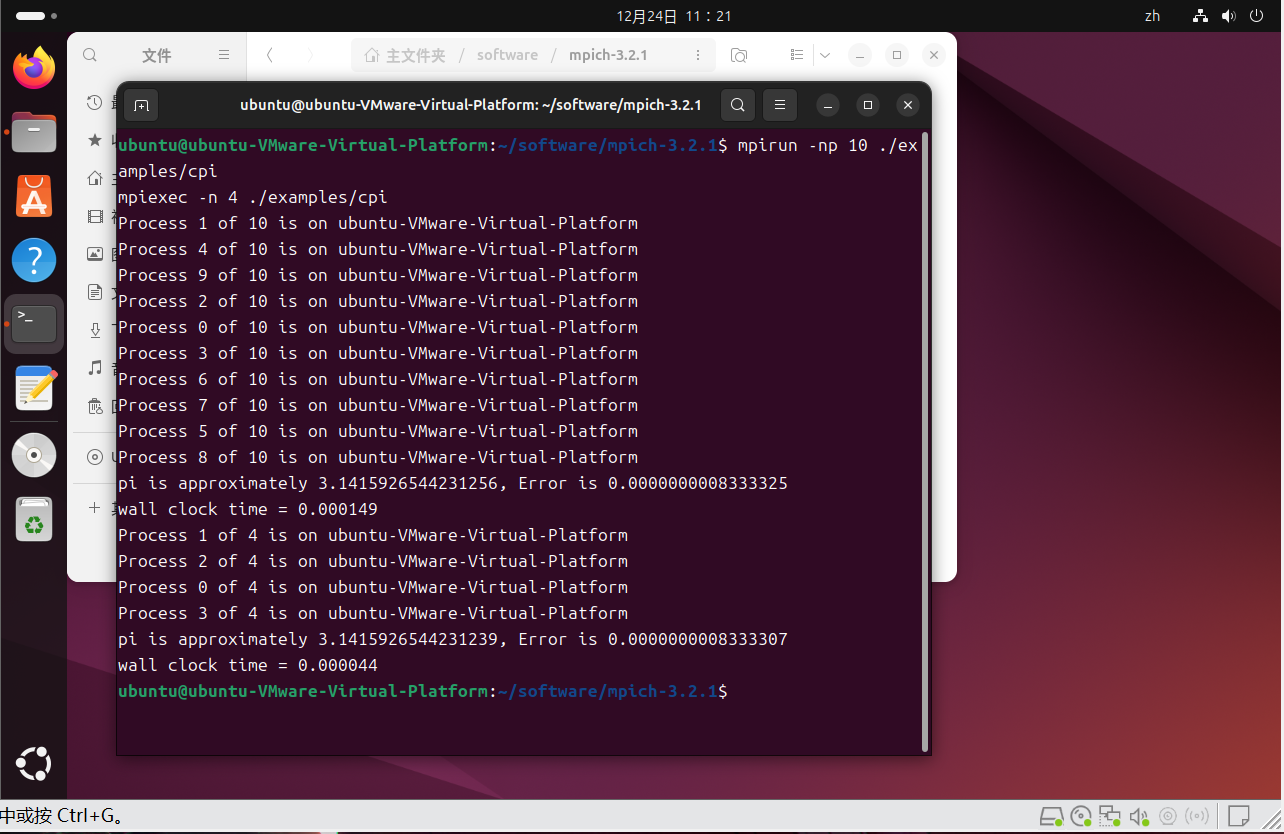 12月24日 11：21
zh
文件
主文件夹 / software / mpich-3.2.1
ubuntu@ubuntu-VMware-Virtual-Platform: ~/software/mpich-3.2.1
ubuntu@ubuntu-VMware-Virtual-Platform:~/software/mpich-3.2.1$ mpirun -np 10 ./ex
amples/cpi
mpiexec -n 4 ./examples/cpi
Process 1 of 10 is on ubuntu-VMware-Virtual-Platform
Process 4 of 10 is on ubuntu-VMware-Virtual-Platform
Process 9 of 10 is on ubuntu-VMware-Virtual-Platform
Process 2 of 10 is on ubuntu-VMware-Virtual-Platform
Process 0 of 10 is on ubuntu-VMware-Virtual-Platform
Process 3 of 10 is on ubuntu-VMware-Virtual-Platform
Process 6 of 10 is on ubuntu-VMware-Virtual-Platform
Process 7 of 10 is on ubuntu-VMware-Virtual-Platform
Process 5 of 10 is on ubuntu-VMware-Virtual-Platform
Process 8 of 10 is on ubuntu-VMware-Virtual-Platform
pi is approximately 3.1415926544231256, Error is 0.0000000008333325
wall clock time = 0.000149
Process 1 of 4 is on ubuntu-VMware-Virtual-Platform
Process 2 of 4 is on ubuntu-VMware-Virtual-Platform
Process 0 of 4 is on ubuntu-VMware-Virtual-Platform
Process 3 of 4 is on ubuntu-VMware-Virtual-Platform
pi is approximately 3.1415926544231239, Error is 0.0000000008333307
wall clock time = 0.000044
ubuntu@ubuntu-VMware-Virtual-Platform:~/software/mpich-3.2.1$
中或按 Ctrl+G。